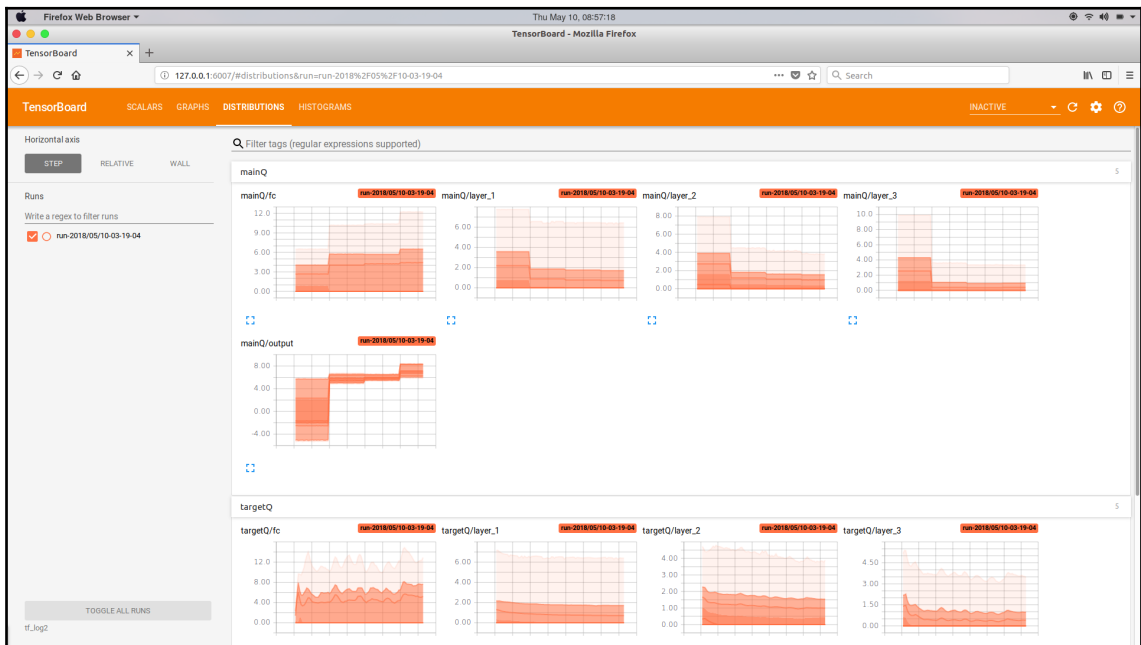 Firefox Web Browser ▾ Thu May 10, 08:57:18
TensorBoard - Mozilla Firefox
TensorBoard × +
127.0.0.1:6007/#distributions&run=run-2018%2F05%2F10-03-19-04 ··· Search
TensorBoard SCALARS GRAPHS DISTRIBUTIONS HISTOGRAMS INACTIVE
Horizontal axis
STEP RELATIVE WALL
Runs
Write a regex to filter runs
run-2018/05/10-03-19-04
TOGGLE ALL RUNS
tf_log2
Filter tags (regular expressions supported)
mainQ 5
mainQ/fc run-2018/05/10-03-19-04
12.0
9.00
6.00
3.00
0.00
mainQ/layer_1 run-2018/05/10-03-19-04
6.00
4.00
2.00
0.00
mainQ/layer_2 run-2018/05/10-03-19-04
8.00
6.00
4.00
2.00
0.00
mainQ/layer_3 run-2018/05/10-03-19-04
10.0
8.00
6.00
4.00
2.00
0.00
mainQ/output run-2018/05/10-03-19-04
8.00
4.00
0.00
-4.00
targetQ 5
targetQ/fc run-2018/05/10-03-19-04
12.0
8.00
4.00
0.00
targetQ/layer_1 run-2018/05/10-03-19-04
6.00
4.00
2.00
0.00
targetQ/layer_2 run-2018/05/10-03-19-04
4.00
3.00
2.00
1.00
0.00
targetQ/layer_3 run-2018/05/10-03-19-04
4.50
3.00
1.50
0.00